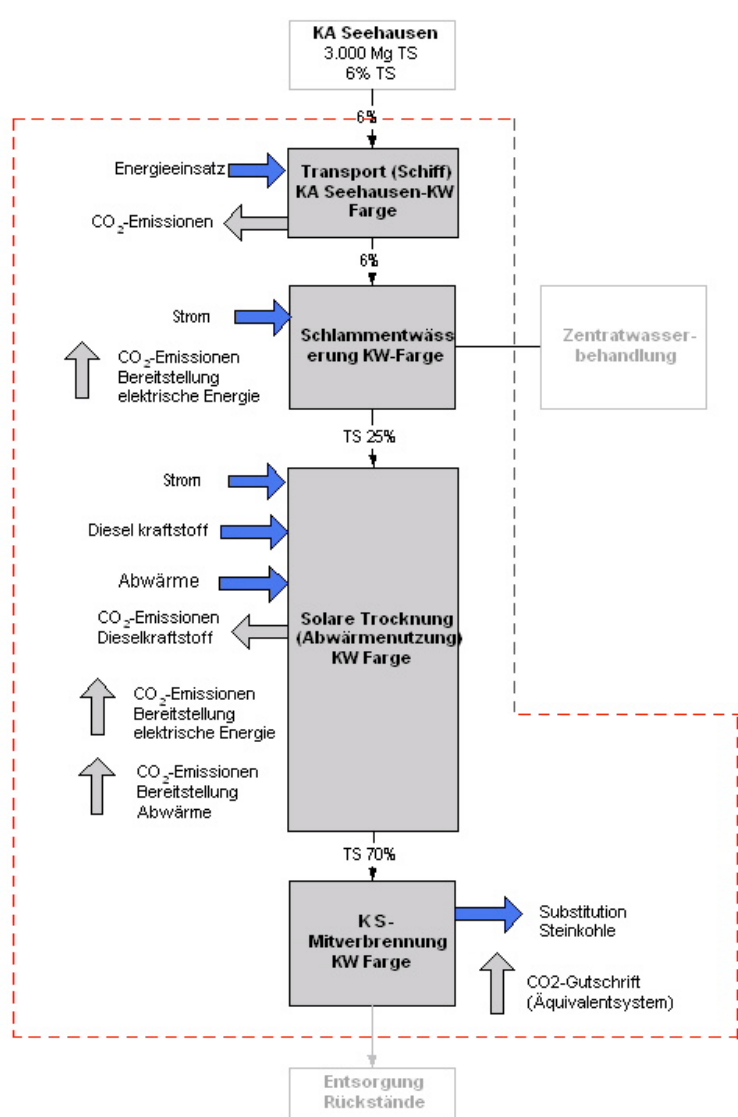 KA Seehausen
3.000 Mg TS
6% TS
6%
Energieeinsatz
Transport (Schiff)
KA Seehausen-KW
Farge
CO2-Emissionen
6%
Strom
Schlammentwäss
erung KW-Farge
Zentratwasser-
behandlung
CO2-Emissionen
Bereitstellung
elektrische Energie
TS 25%
Strom
Diesel kraftstoff
Abwärme
CO2-Emissionen
Dieselkraftstoff
Solare Trocknung
(Abwärmenutzung)
KW Farge
CO2-Emissionen
Bereitstellung
elektrische Energie
CO2-Emissionen
Bereitstellung
Abwärme
TS 70%
KS-
Mitverbrennung
KW Farge
Substitution
Steinkohle
CO2-Gutschrift
(Äquivalentsystem)
Entsorgung
Rückstände